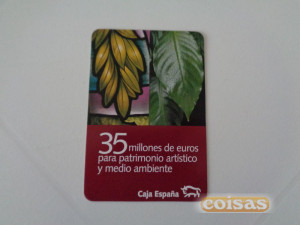 35 millones de euros
para patrimonio artístico
y medio ambiente
Caja España
coisas